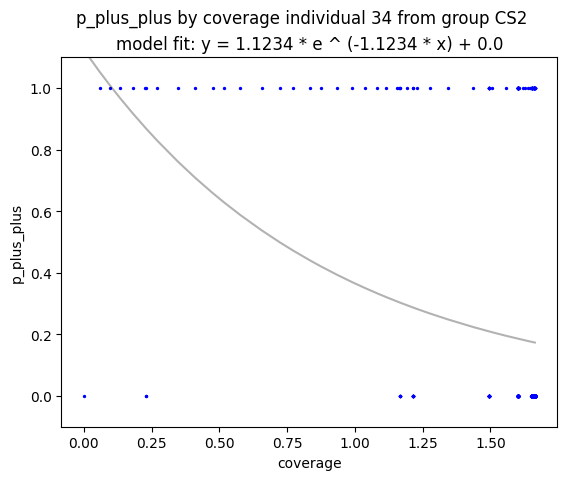 p_plus_plus by coverage individual 34 from group CS2
model fit: y = 1.1234 * e ^ (-1.1234 * x) + 0.0
1.0
0.8
0.6
0.4
0.2
0.0
p_plus_plus
0.00 0.25 0.50 0.75 1.00 1.25 1.50
coverage